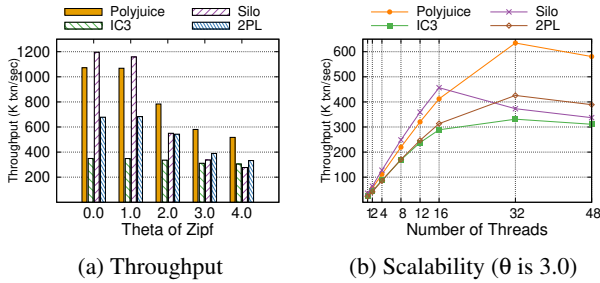 Polyjuice
IC3
Silo
2PL
Throughput (K txn/sec)
1200
1000
800
600
400
200
0.0 1.0 2.0 3.0 4.0
Theta of Zipf
(a) Throughput
Polyjuice
IC3
Silo
2PL
Throughput (K txn/sec)
600
500
400
300
200
100
1 2 4 8 12 16 32 48
Number of Threads
(b) Scalability (θ is 3.0)